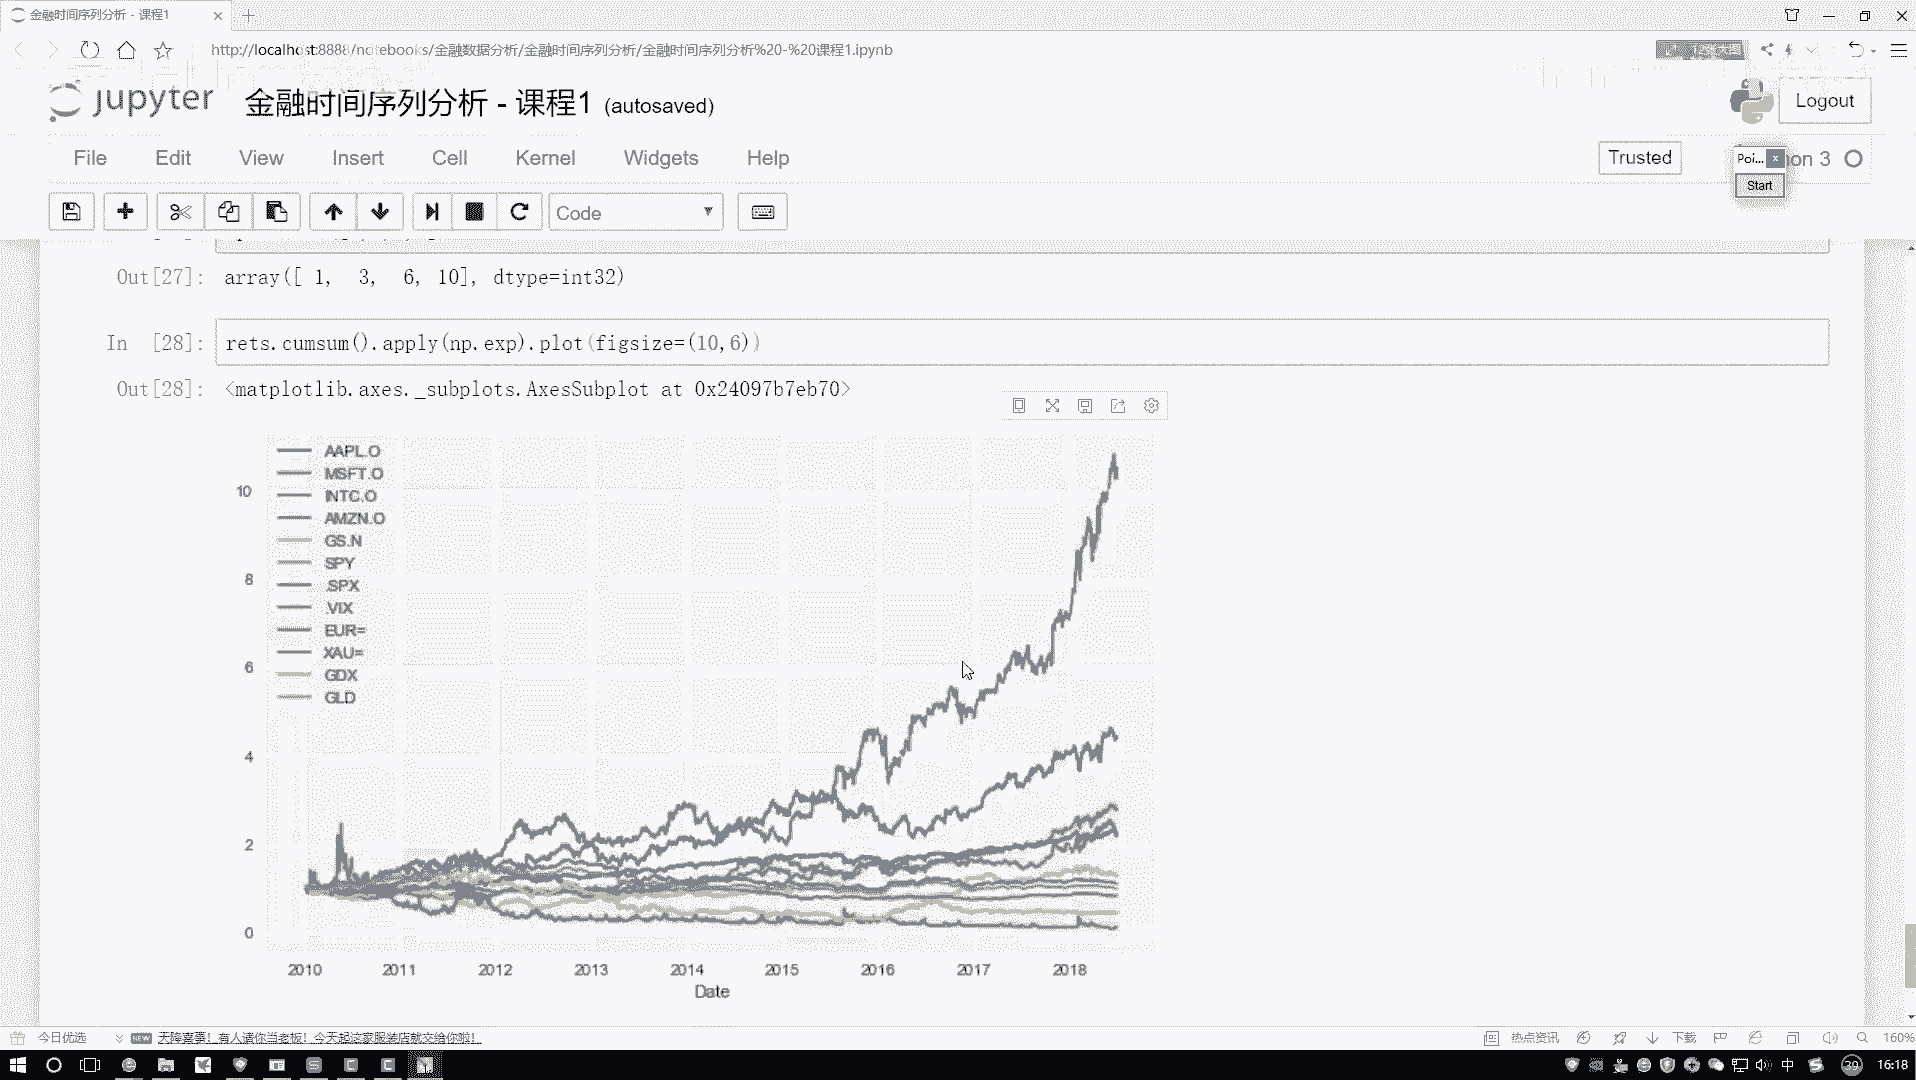 金融时间序列分析 - 课程1
http://localhost:8888/notebooks/金融数据分析/金融时间序列分析/金融时间序列分析%20-%20课程1.ipynb
jupyter 金融时间序列分析 - 课程1 (autosaved)
Logout
File Edit View Insert Cell Kernel Widgets Help
Trusted
Poi...
on 3
Start
Code
Out[27]: array([ 1, 3, 6, 10], dtype=int32)
In [28]: rets.cumsum().apply(np.exp).plot(figsize=(10,6))
Out[28]: <matplotlib.axes._subplots.AxesSubplot at 0x24097b7eb70>
AAPL.O
MSFT.O
INTC.O
AMZN.O
GS.N
SPY
.SPX
.VIX
EUR=
XAU=
GDX
GLD
10
8
6
4
2
0
2010 2011 2012 2013 2014 2015 2016 2017 2018
Date
今日优选
NEW 天降喜事!有人请你当老板!今天起这家服装店就交给你啦!
热点资讯
下载
160%
中
39
16:18